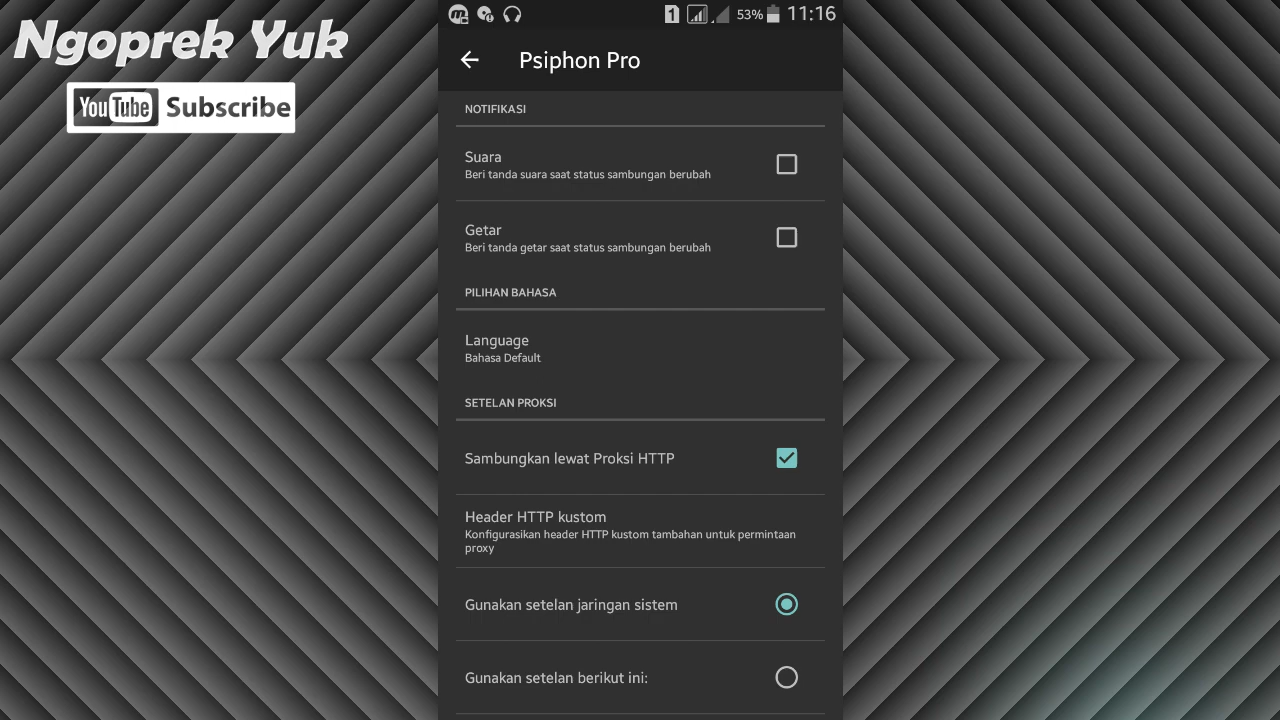 Ngoprek Yuk
YouTube Subscribe
1 53% 11:16
Psiphon Pro
NOTIFIKASI
Suara
Beri tanda suara saat status sambungan berubah
Getar
Beri tanda getar saat status sambungan berubah
PILIHAN BAHASA
Language
Bahasa Default
SETELAN PROKSI
Sambungkan lewat Proksi HTTP
Header HTTP kustom
Konfigurasikan header HTTP kustom tambahan untuk permintaan
proxy
Gunakan setelan jaringan sistem
Gunakan setelan berikut ini: